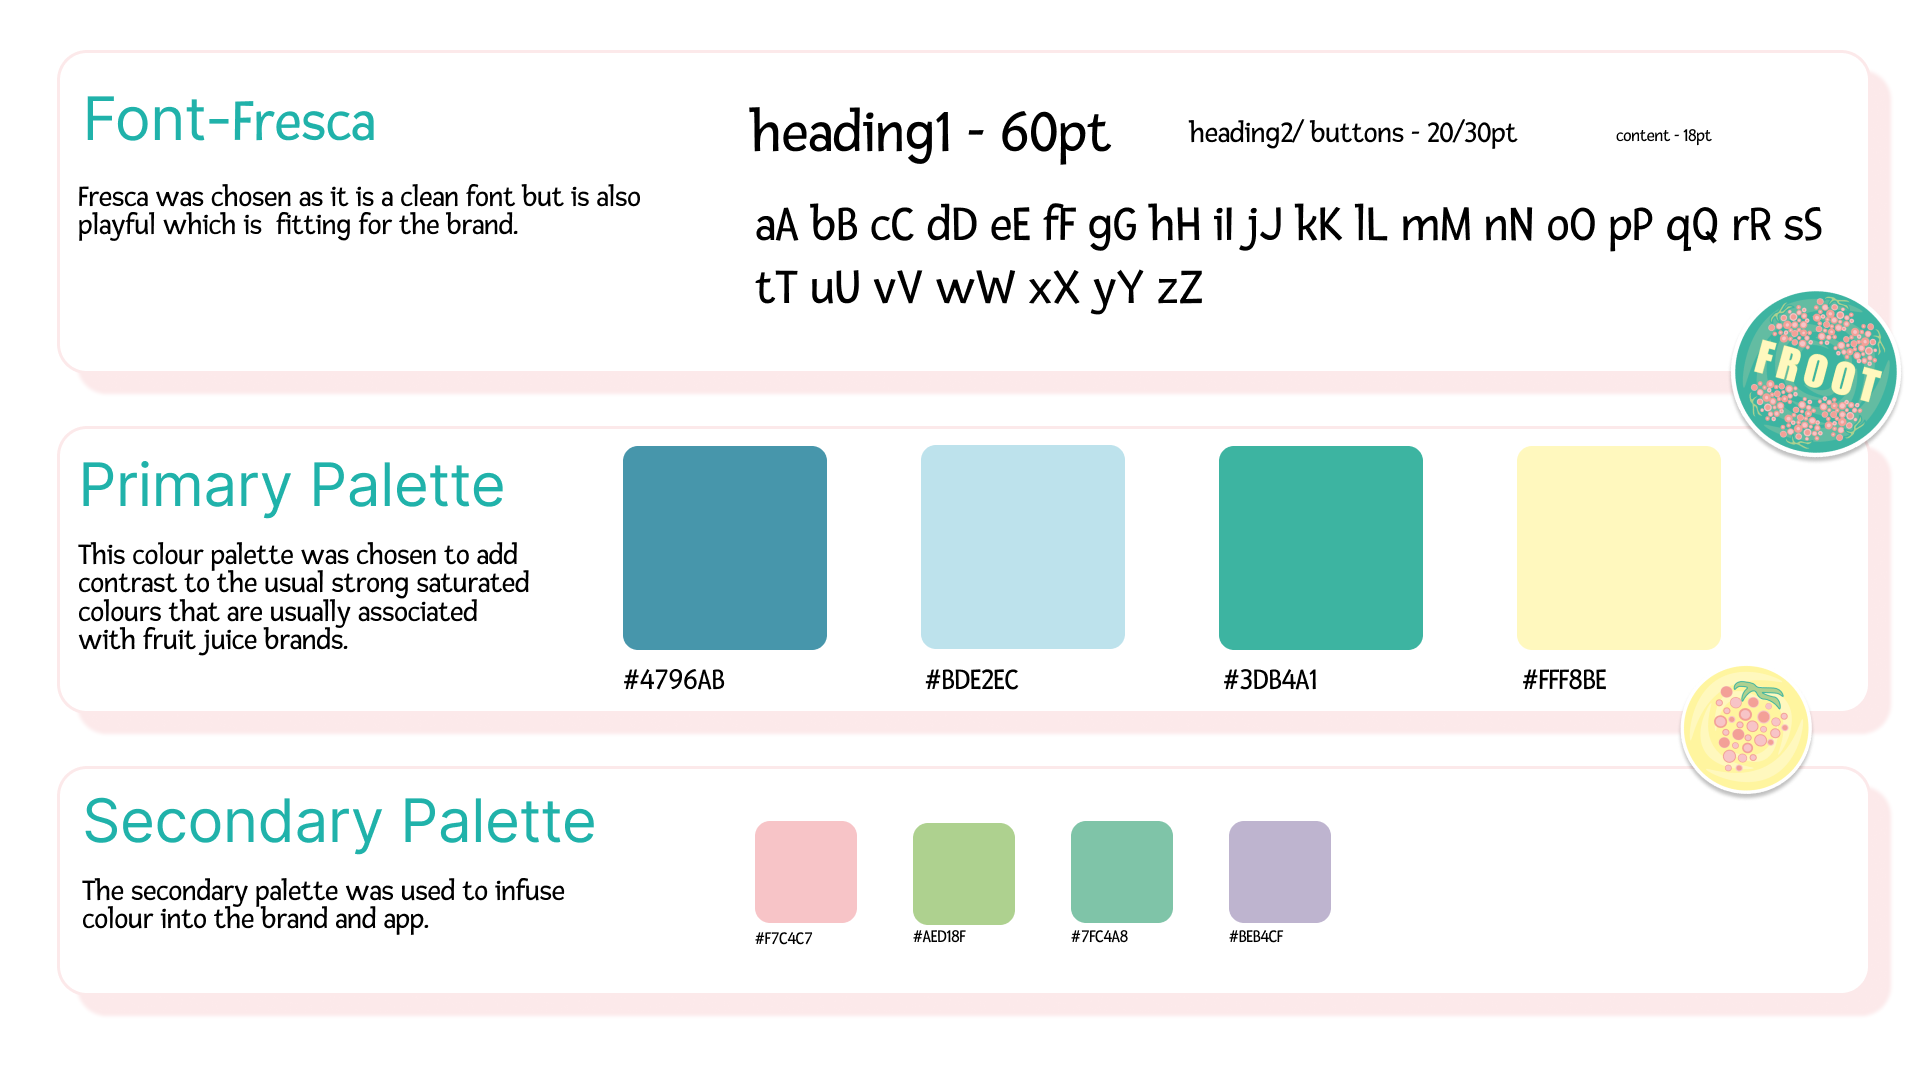 Font-Fresca
Fresca was chosen as it is a clean font but is also
playful which is  fitting for the brand.
heading1 - 60pt
heading2/ buttons - 20/30pt
content - 18pt
aA bB cC dD eE fF gG hH iI jJ kK lL mM nN oO pP qQ rR sS
tT uU vV wW xX yY zZ
FROOT
Primary Palette
This colour palette was chosen to add
contrast to the usual strong saturated
colours that are usually associated
with fruit juice brands.
#4796AB
#BDE2EC
#3DB4A1
#FFF8BE
Secondary Palette
The secondary palette was used to infuse
colour into the brand and app.
#F7C4C7
#AED18F
#7FC4A8
#BEB4CF